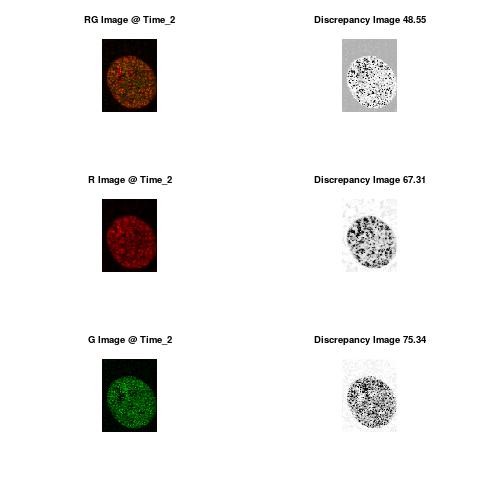 RG Image @ Time_2
Discrepancy Image 48.55
R Image @ Time_2
Discrepancy Image 67.31
G Image @ Time_2
Discrepancy Image 75.34